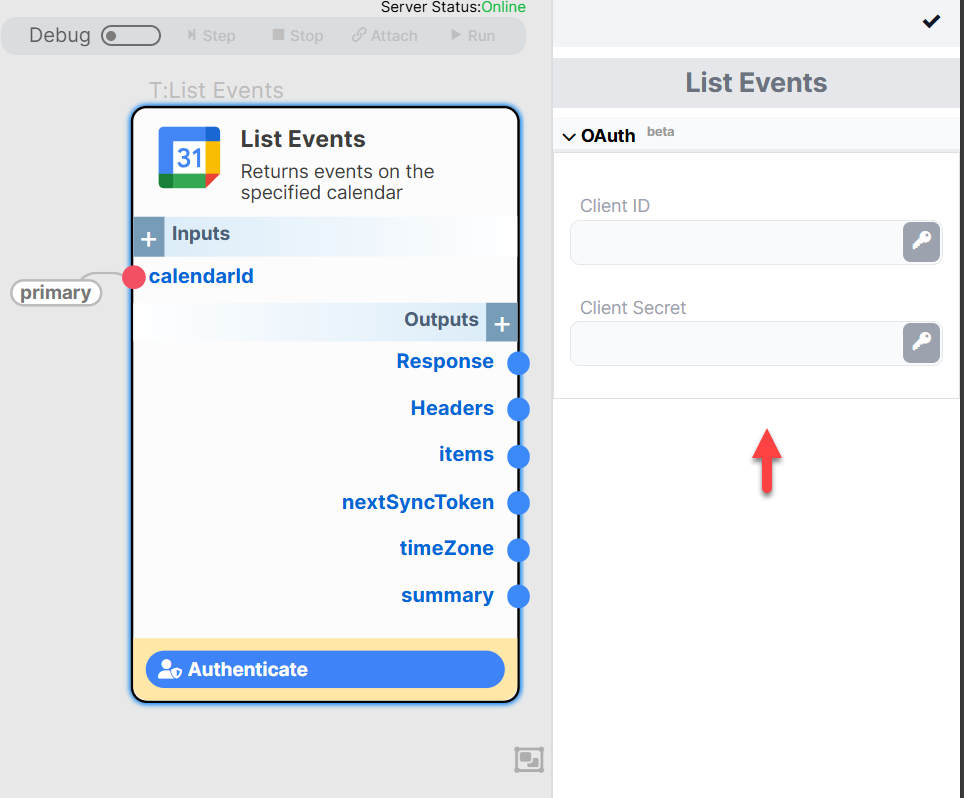 Server Status:Online
Debug
Step
Stop
Attach
Run
T:List Events
31
List Events
Returns events on the
specified calendar
Inputs
calendarId
primary
Outputs
Response
Headers
items
nextSyncToken
timeZone
summary
Authenticate
List Events
OAuth beta
Client ID
Client Secret